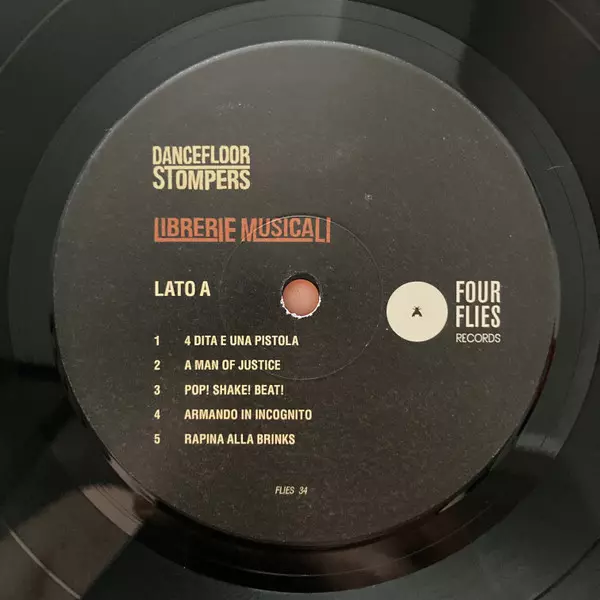 DANCEFLOOR
STOMPERS
LIBRERIE MUSICALI
LATO A
1 4 DITA E UNA PISTOLA
2 A MAN OF JUSTICE
3 POP! SHAKE! BEAT!
4 ARMANDO IN INCOGNITO
5 RAPINA ALLA BRINKS
FOUR
FLIES
RECORDS
FLIES 34